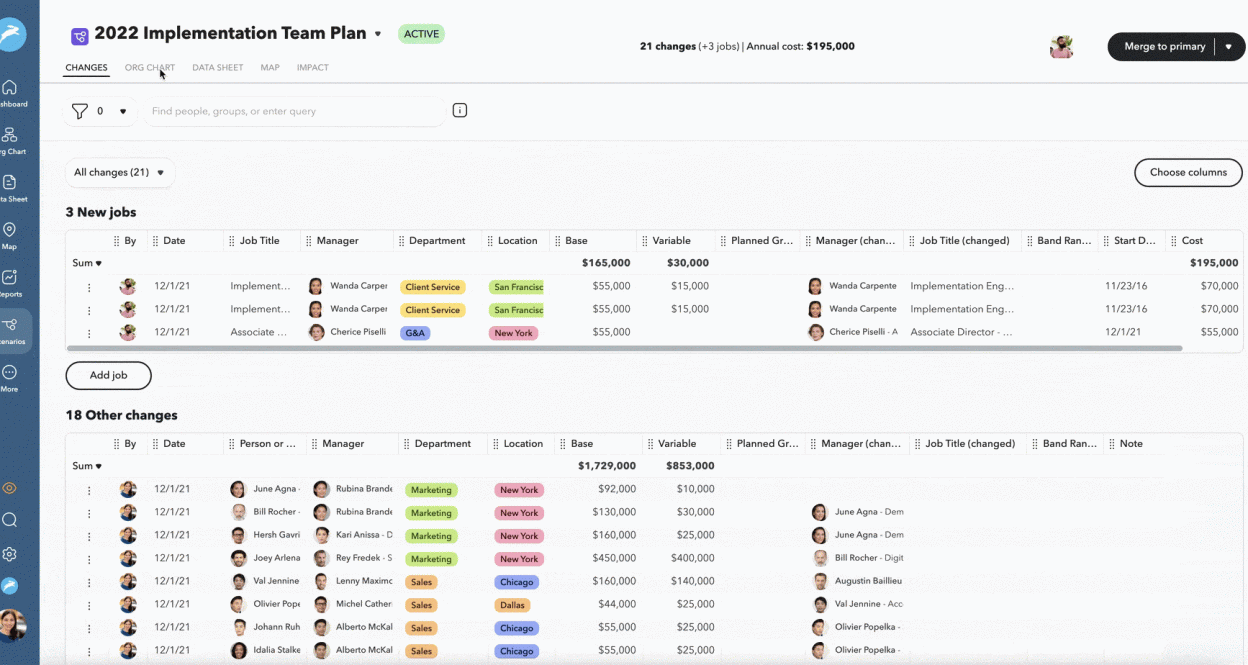 2022 Implementation Team Plan ACTIVE
21 changes (+3 jobs) | Annual cost: $195,000
Merge to primary
CHANGES ORG CHART DATA SHEET MAP IMPACT
0 Find people, groups, or enter query
shboard
rg Chart
ta Sheet
Map
eports
cenarios
More
All changes (21) Choose columns
3 New jobs
By Date Job Title Manager Department Location Base Variable Planned Gr... Manager (chan... Job Title (changed) Band Ran... Start D... Cost
Sum $165,000 $30,000 $195,000
12/1/21 Implement... Wanda Carper Client Service San Francisc $55,000 $15,000 Wanda Carpente Implementation Eng... 11/23/16 $70,000
12/1/21 Implement... Wanda Carper Client Service San Francisc $55,000 $15,000 Wanda Carpente Implementation Eng... 11/23/16 $70,000
12/1/21 Associate ... Cherice Piselli G&A New York $55,000 Cherice Piselli - A Associate Director - ... 12/1/21 $55,000
Add job
18 Other changes
By Date Person or ... Manager Department Location Base Variable Planned Gr... Manager (chan... Job Title (changed) Band Ran... Note
Sum $1,729,000 $853,000
12/1/21 June Agna - Rubina Brande Marketing New York $92,000 $10,000
12/1/21 Bill Rocher - Rubina Brande Marketing New York $130,000 $30,000 June Agna - Dem
12/1/21 Hersh Gavri Kari Anissa - D Marketing New York $160,000 $25,000 June Agna - Dem
12/1/21 Joey Arlena Rey Fredek - S Marketing New York $450,000 $400,000 Bill Rocher - Digit
12/1/21 Val Jennine Lenny Maximo Sales Chicago $160,000 $140,000 Augustin Baillieu
12/1/21 Olivier Pope Michel Cather Sales Dallas $44,000 $25,000 Val Jennine - Acc
12/1/21 Johann Ruh Alberto McKal Sales Chicago $55,000 $25,000 Olivier Popelka -
12/1/21 Idalia Stalke Alberto McKal Sales Chicago $55,000 $25,000 Olivier Popelka -